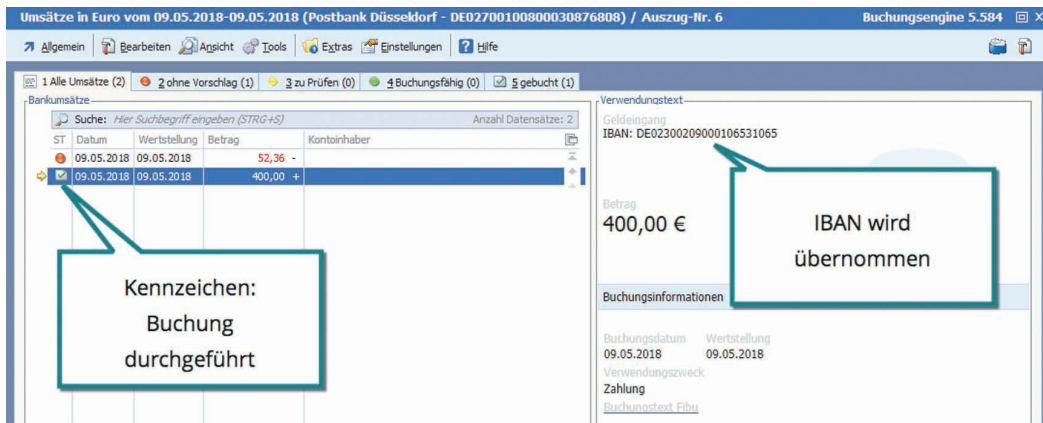 Umsätze in Euro vom 09.05.2018-09.05.2018 (Postbank Düsseldorf - DE02700100800030876808) / Auszug-Nr. 6 Buchungsengine 5.584
Allgemein Bearbeiten Ansicht Tools Extras Einstellungen Hilfe
1 Alle Umsätze (2) 2 ohne Vorschlag (1) 3 zu Prüfen (0) 4 Buchungsfähig (0) 5 gebucht (1)
Bankumsätze
Suche: Hier Suchbegriff eingeben (STRG+S) Anzahl Datensätze: 2
ST Datum Wertstellung Betrag Kontoinhaber
09.05.2018 09.05.2018 52,36 -
09.05.2018 09.05.2018 400,00 +
Kennzeichen:
Buchung
durchgeführt
Verwendungstext
Geldeingang
IBAN: DE02300209000106531065
Betrag
400,00 €
IBAN wird
übernommen
Buchungsinformationen
Buchungsdatum Wertstellung
09.05.2018 09.05.2018
Verwendungszweck
Zahlung
Buchungstext Fibu